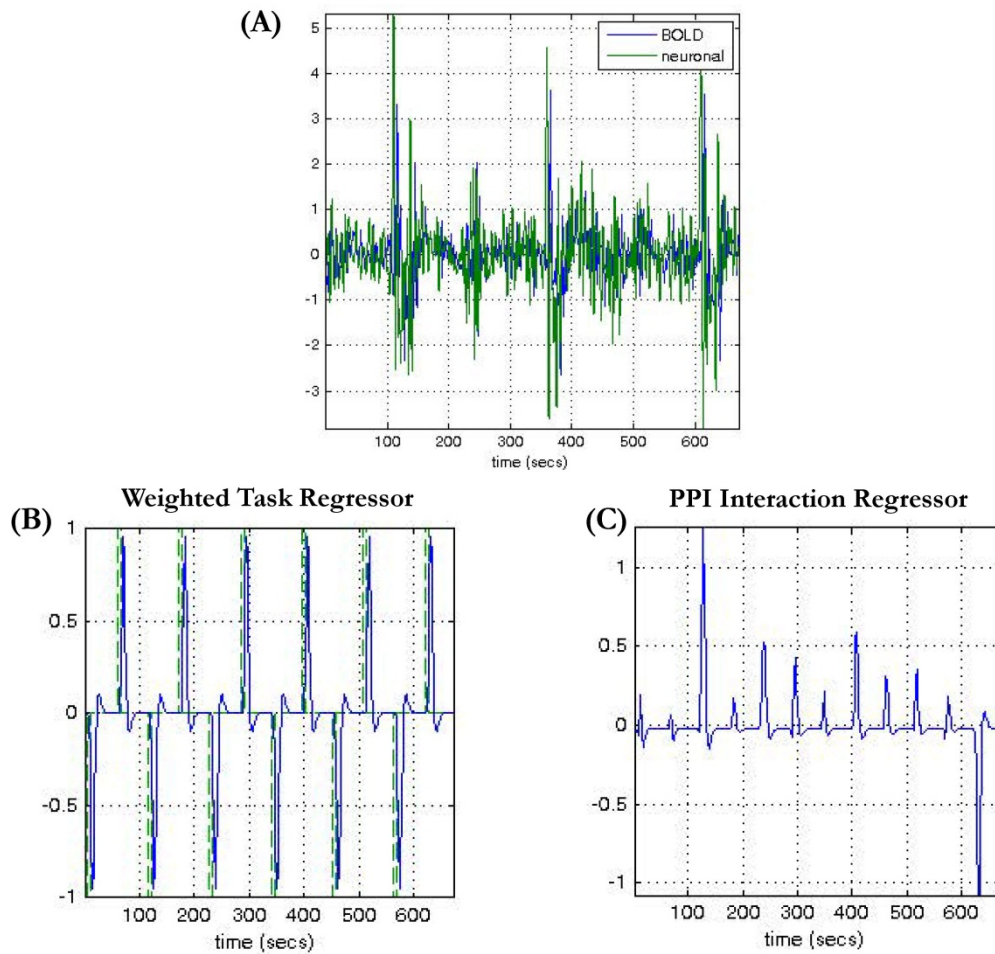 (A)
BOLD
neuronal
5
4
3
2
1
0
-1
-2
-3
100 200 300 400 500 600
time (secs)
Weighted Task Regressor
(B)
1
0.5
0
-0.5
-1
100 200 300 400 500 600
time (secs)
PPI Interaction Regressor
(C)
1
0.5
0
-0.5
-1
100 200 300 400 500 600
time (secs)